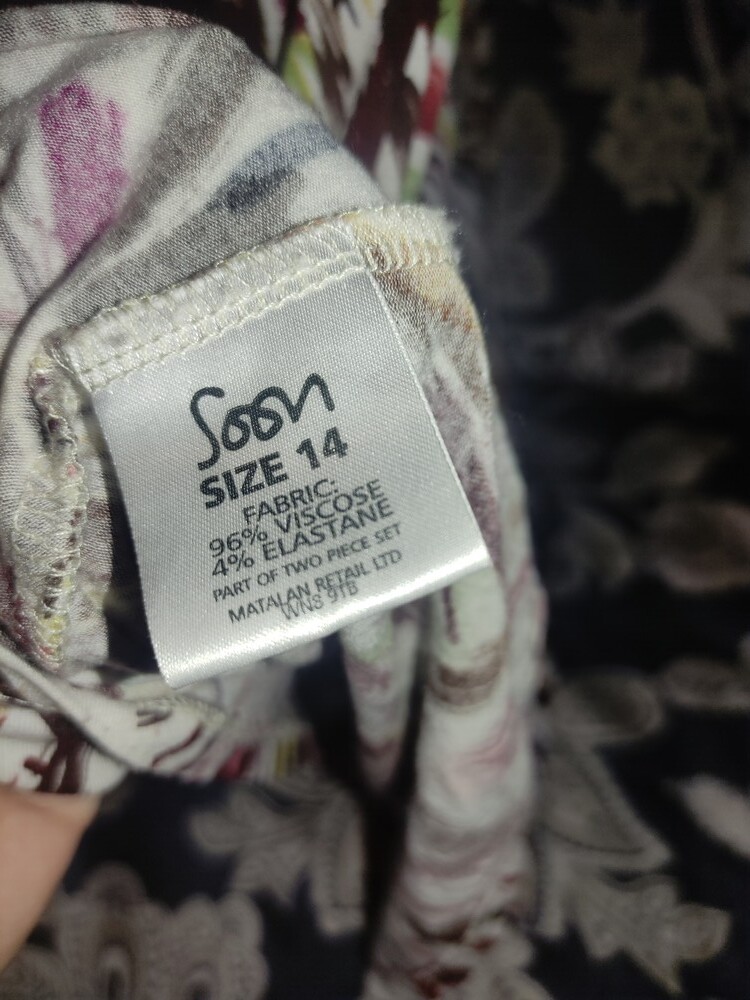 Soon
SIZE 14
FABRIC:
96% VISCOSE
4% ELASTANE
PART OF TWO PIECE SET
MATALAN RETAIL LTD
WN8 9TB